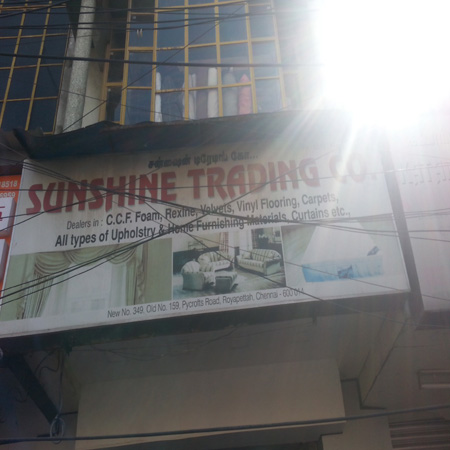 சன்ஷைன் டிரேடிங் கோ...
SUNSHINE TRADING CO.
Dealers in : C.C.F. Foam, Rexine, Velvets, Vinyl Flooring, Carpets,
All types of Upholstry & Home Furnishing Materials, Curtains etc.,
New No. 349, Old No. 159, Pycrofts Road, Royapettah, Chennai - 600 014